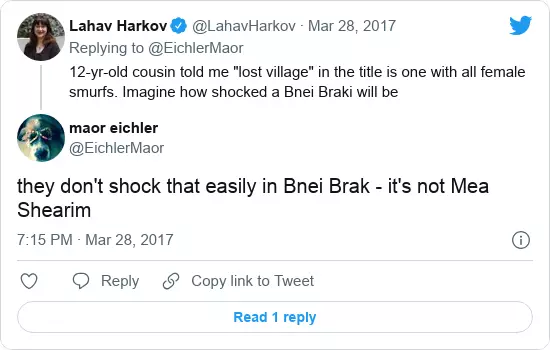 Lahav Harkov @LahavHarkov · Mar 28, 2017
Replying to @EichlerMaor
12-yr-old cousin told me "lost village" in the title is one with all female
smurfs. Imagine how shocked a Bnei Braki will be
maor eichler
@EichlerMaor
they don't shock that easily in Bnei Brak - it's not Mea
Shearim
7:15 PM · Mar 28, 2017
Reply
Copy link to Tweet
Read 1 reply